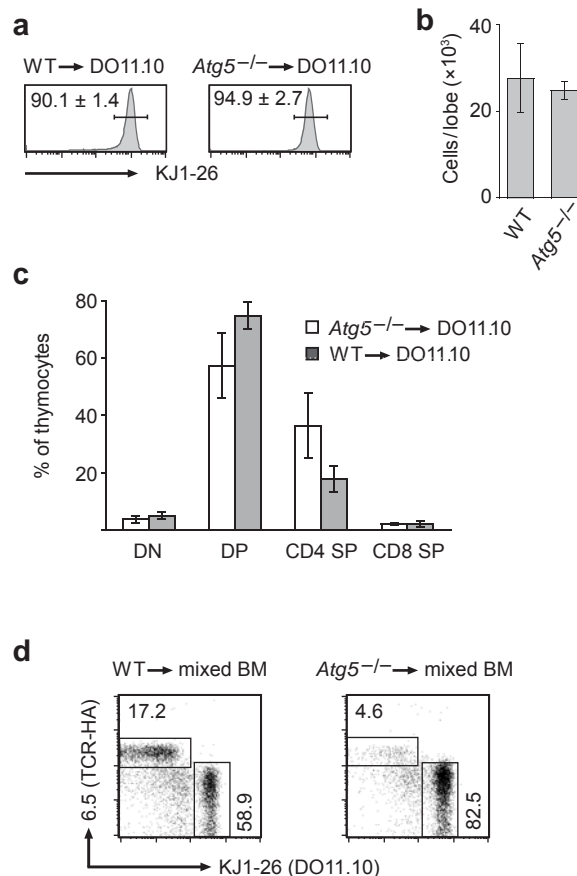 a
WT → DO11.10
Atg5−/− → DO11.10
90.1 ± 1.4
94.9 ± 2.7
KJ1-26
b
Cells/lobe (×10³)
40
20
0
WT
Atg5−/−
c
% of thymocytes
80
60
40
20
Atg5−/− → DO11.10
WT → DO11.10
DN DP CD4 SP CD8 SP
d
WT → mixed BM
Atg5−/− → mixed BM
6.5 (TCR-HA)
17.2
58.9
4.6
82.5
KJ1-26 (DO11.10)